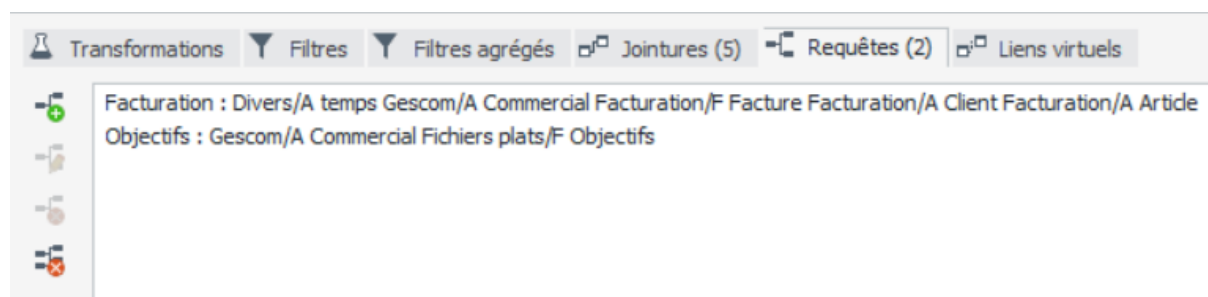 Transformations Filtres Filtres agrégés Jointures (5) Requêtes (2) Liens virtuels
Facturation : Divers/A temps Gescom/A Commercial Facturation/F Facture Facturation/A Client Facturation/A Article
Objectifs : Gescom/A Commercial Fichiers plats/F Objectifs